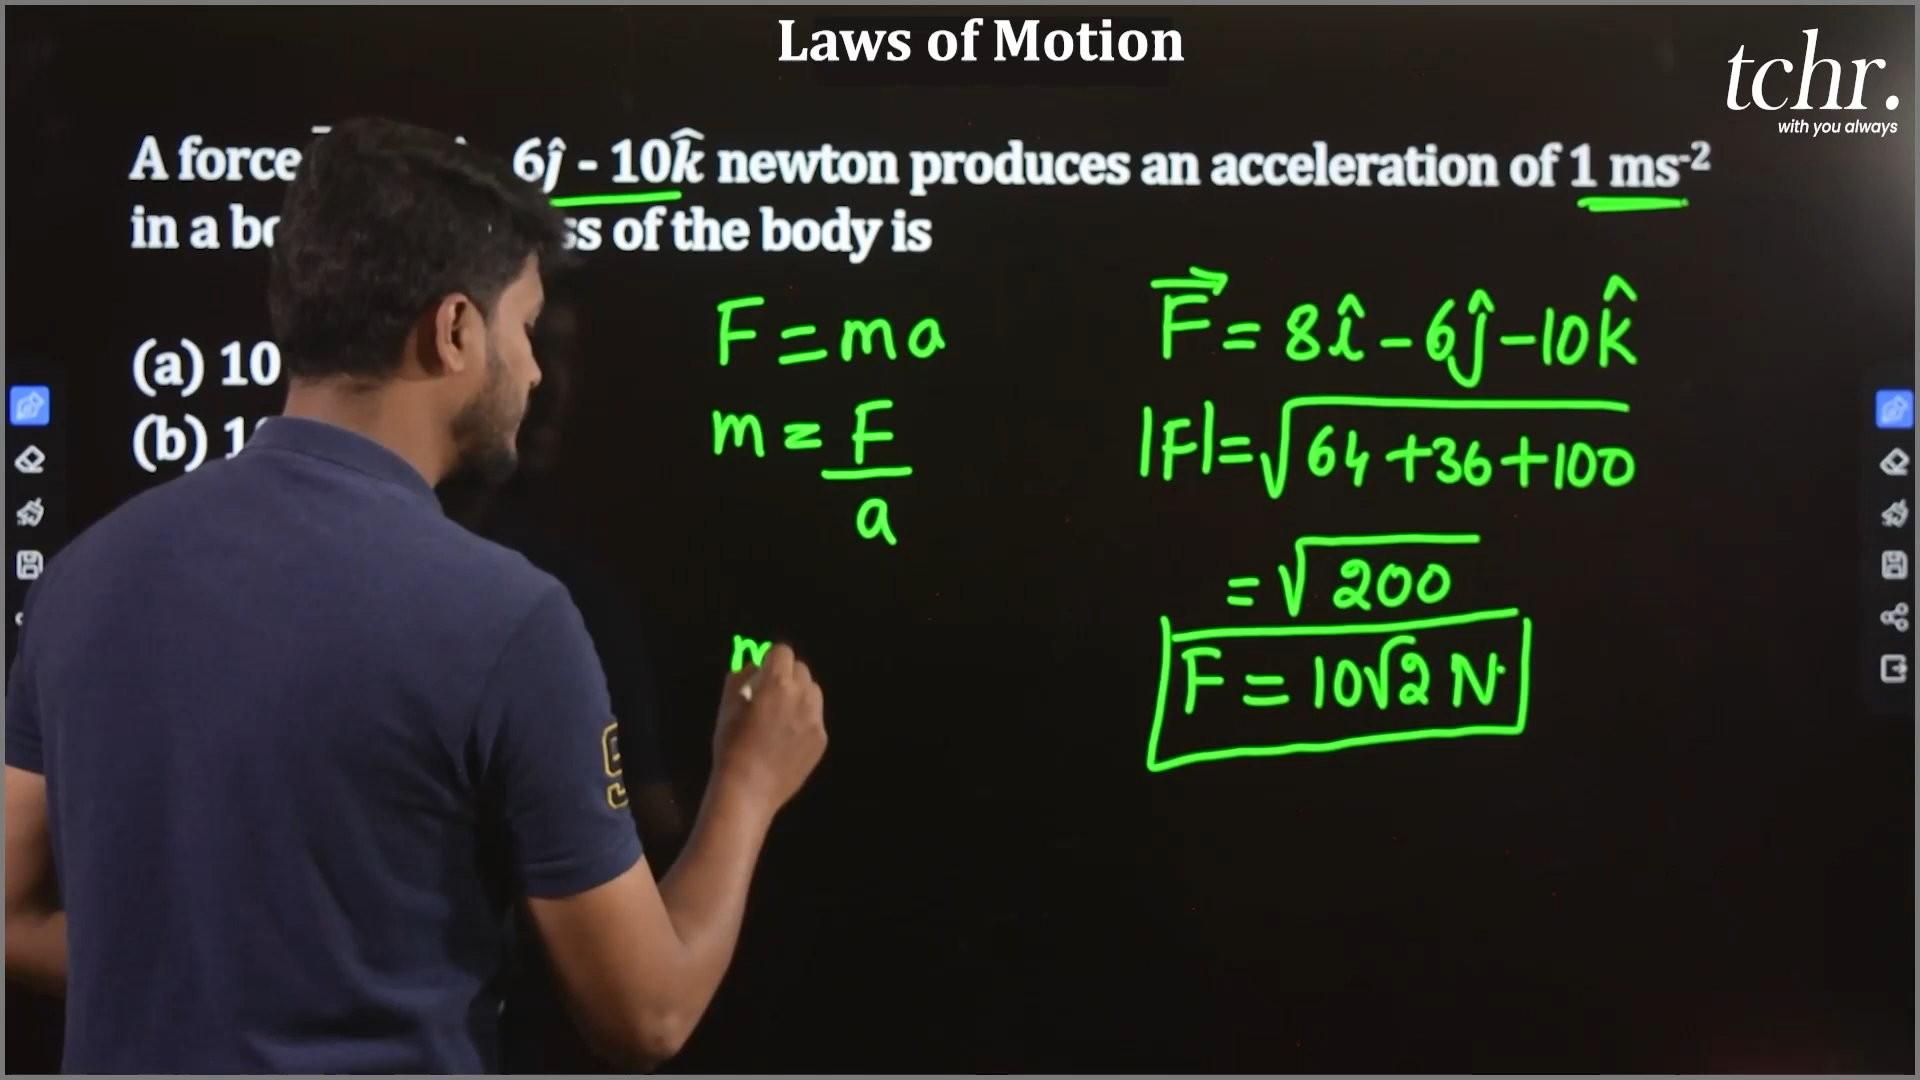 Laws of Motion
tchr.
with you always
A force 6ĵ - 10k̂ newton produces an acceleration of 1 ms⁻²
in a of the body is
(a) 10
(b)
F = ma
m = F/a
m
F⃗ = 8î - 6ĵ - 10k̂
|F| = √64 + 36 + 100
= √200
F = 10√2 N